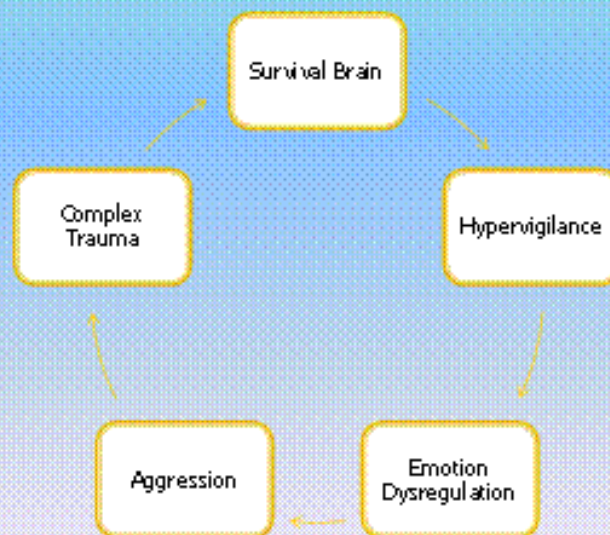 Survival Brain
Hypervigilance
Emotion
Dysregulation
Aggression
Complex
Trauma